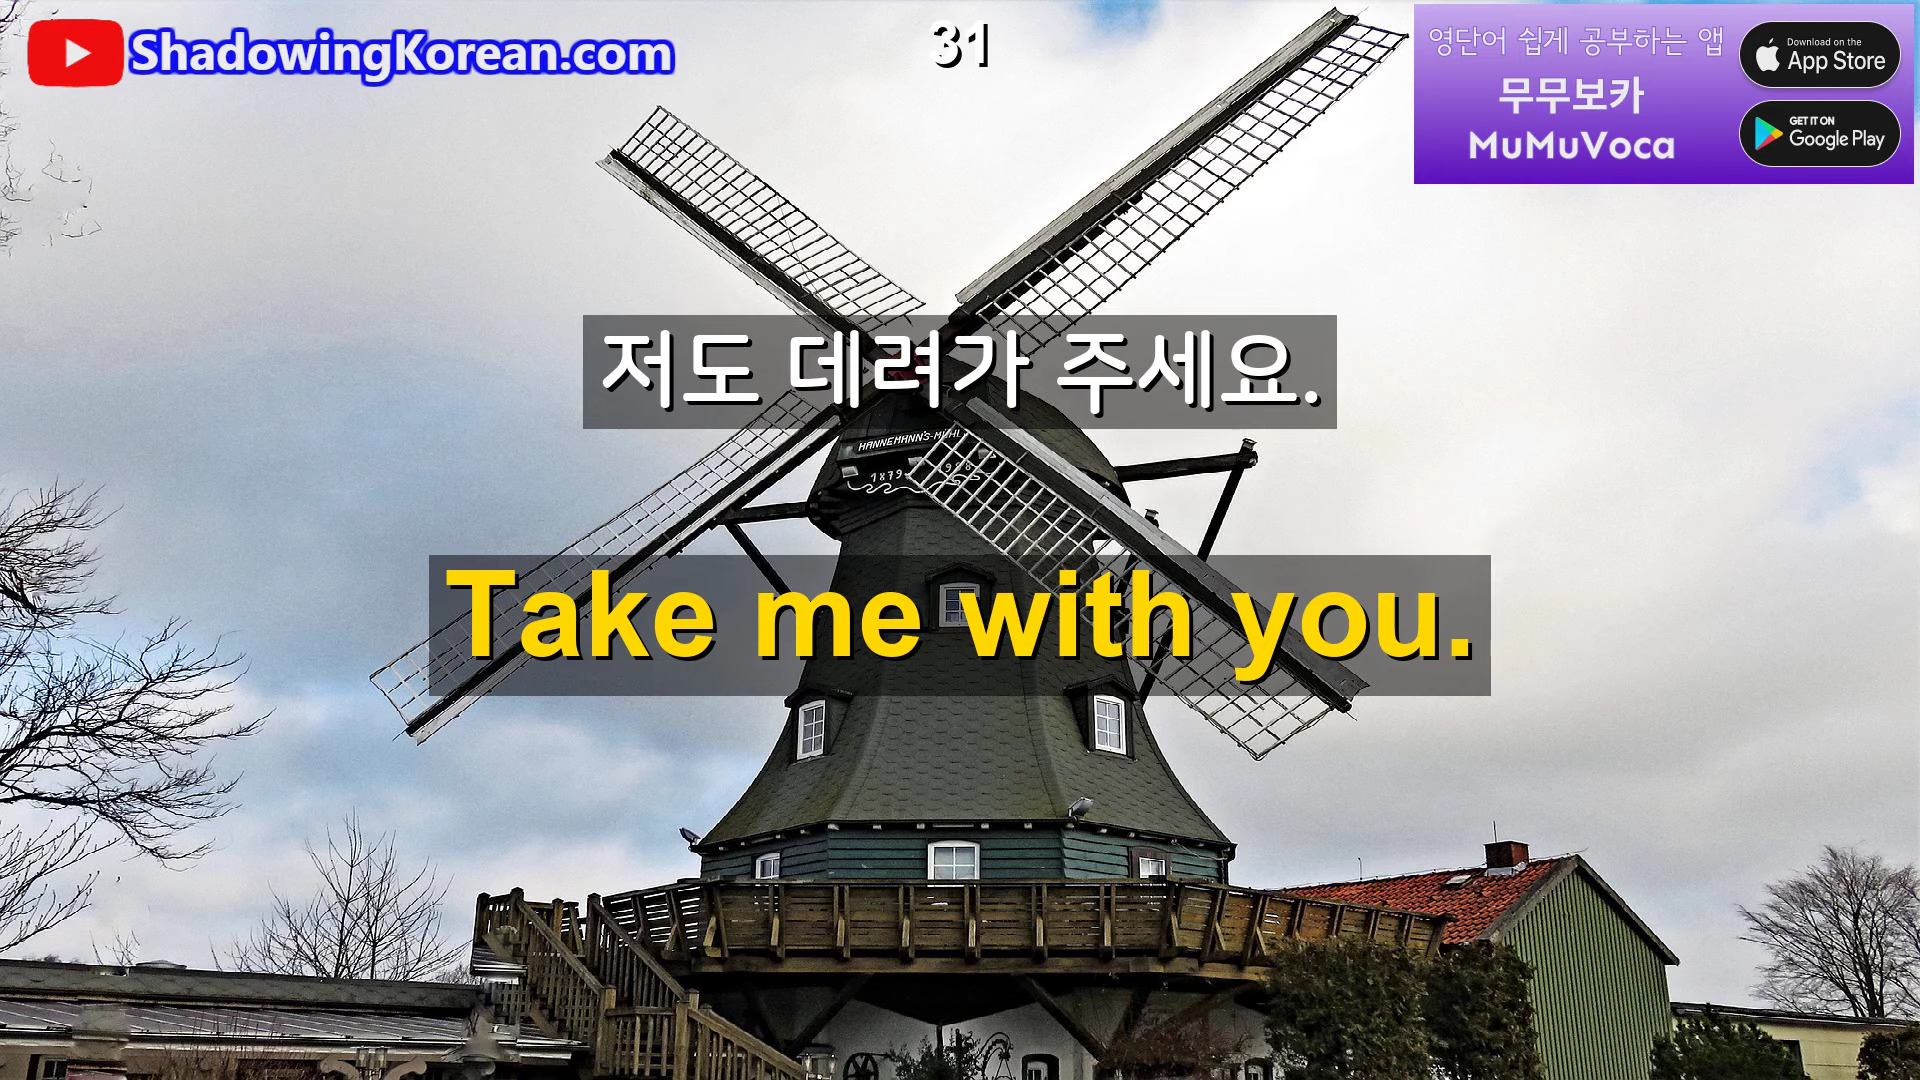 ShadowingKorean.com
31
영단어 쉽게 공부하는 앱
무무보카
MuMuVoca
Download on the
App Store
GET IT ON
Google Play
저도 데려가 주세요.
HANNEMANN'S-MÜHL
1879-1988
Take me with you.